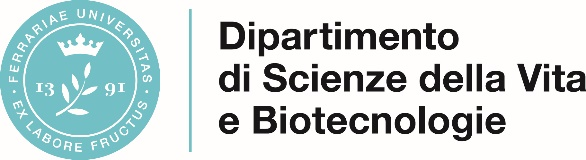 FERRARIAE UNIVERSITAS
13 91
EX LABORE FRUCTUS
Dipartimento
di Scienze della Vita
e Biotecnologie